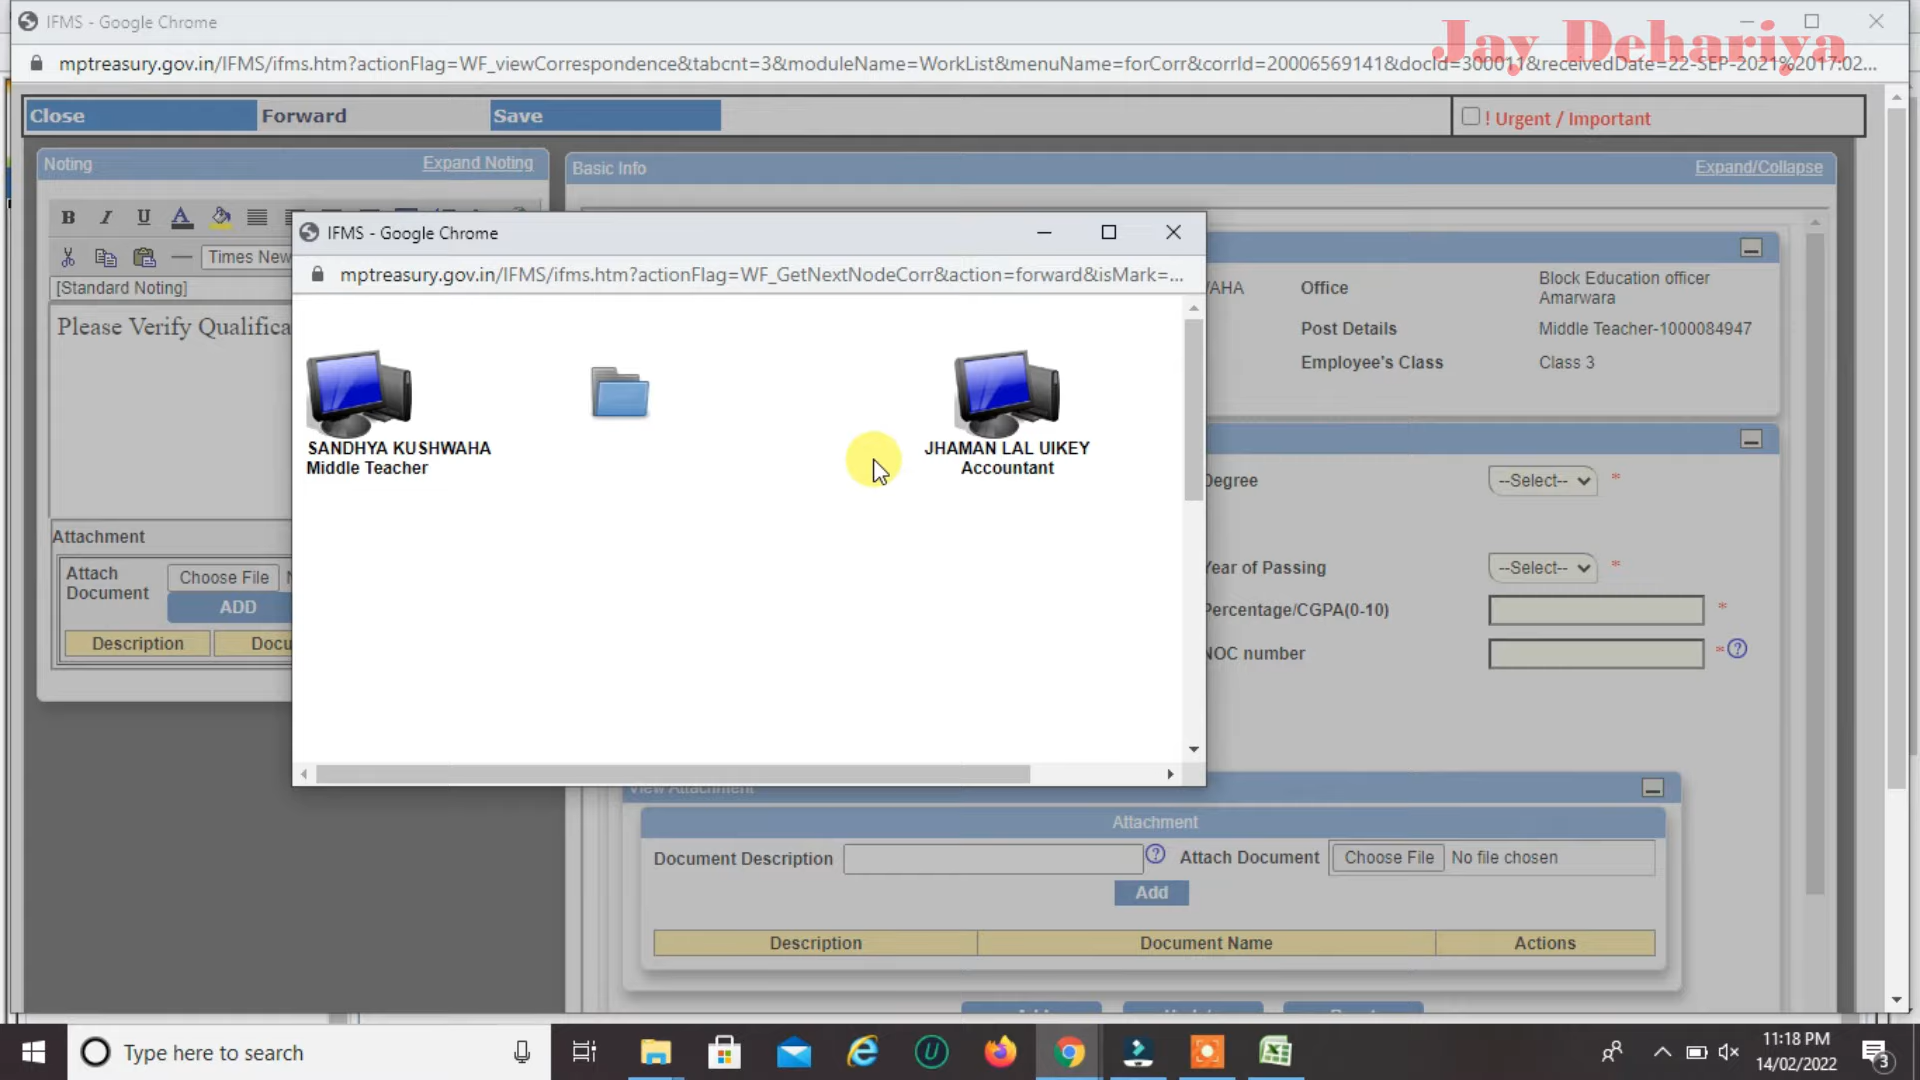 IFMS - Google Chrome
Jay Dehariya
mptreasury.gov.in/IFMS/ifms.htm?actionFlag=WF_viewCorrespondence&tabcnt=3&moduleName=WorkList&menuName=forCorr&corrId=20006569141&docId=300011&receivedDate=22-SEP-2021%2017:02...
Close Forward Save ! Urgent / Important
Noting Expand Noting
Basic Info Expand/Collapse
B I U A
Times New
[Standard Noting]
Please Verify Qualifica
Attachment
Attach Document Choose File
ADD
Description Docu
IFMS - Google Chrome
mptreasury.gov.in/IFMS/ifms.htm?actionFlag=WF_GetNextNodeCorr&action=forward&isMark=...
SANDHYA KUSHWAHA
Middle Teacher
JHAMAN LAL UIKEY
Accountant
AHA Office Block Education officer Amarwara
Post Details Middle Teacher-1000084947
Employee's Class Class 3
Degree --Select-- *
Year of Passing --Select-- *
Percentage/CGPA(0-10) *
NOC number * ?
View Attachment
Attachment
Document Description ? Attach Document Choose File No file chosen
Add
Description Document Name Actions
Type here to search
11:18 PM
14/02/2022
3